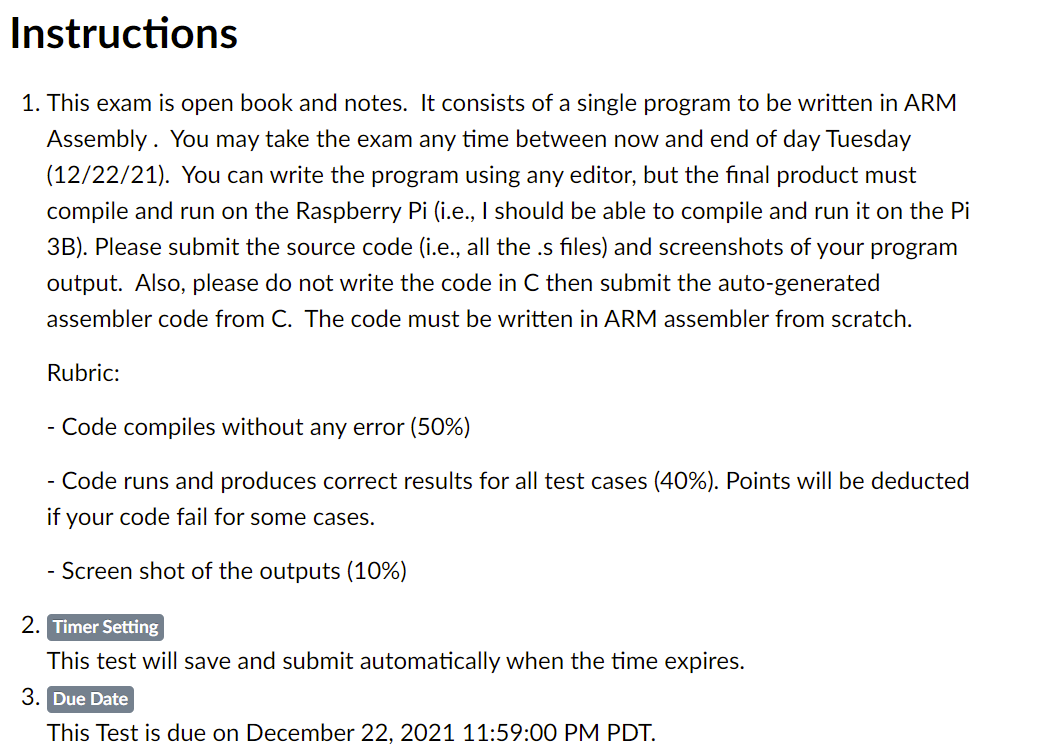 Instructions
1. This exam is open book and notes.  It consists of a single program to be written in ARM
Assembly .  You may take the exam any time between now and end of day Tuesday
(12/22/21).  You can write the program using any editor, but the final product must
compile and run on the Raspberry Pi (i.e., I should be able to compile and run it on the Pi
3B). Please submit the source code (i.e., all the .s files) and screenshots of your program
output.  Also, please do not write the code in C then submit the auto-generated
assembler code from C.  The code must be written in ARM assembler from scratch.
Rubric:
- Code compiles without any error (50%)
- Code runs and produces correct results for all test cases (40%). Points will be deducted
if your code fail for some cases.
- Screen shot of the outputs (10%)
2. Timer Setting
This test will save and submit automatically when the time expires.
3. Due Date
This Test is due on December 22, 2021 11:59:00 PM PDT.